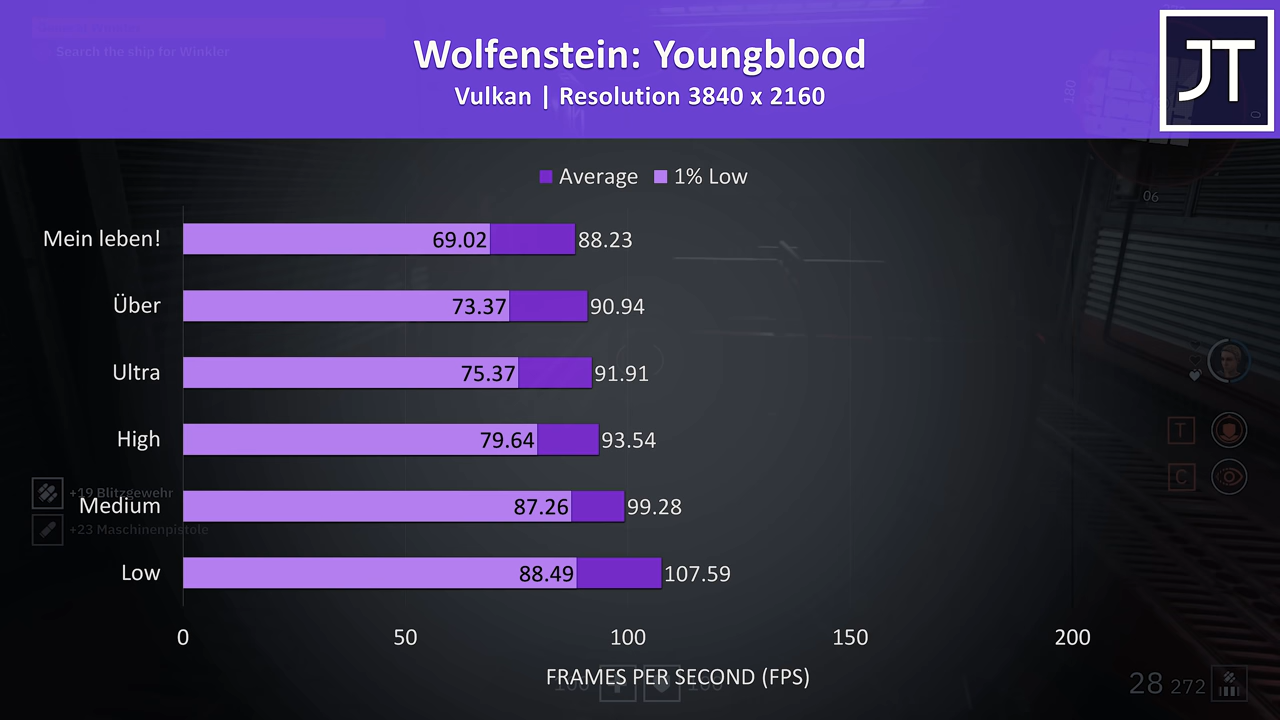 Wolfenstein: Youngblood
Vulkan | Resolution 3840 x 2160
JT
Search the ship for Winkler
180
06
Average
1% Low
Mein leben! 69.02 88.23
Über 73.37 90.94
Ultra 75.37 91.91
High 79.64 93.54
T
C
+19 Blitzgewehr
Medium 87.26 99.28
+23 Maschinenpistole
Low 88.49 107.59
0 50 100 150 200
FRAMES PER SECOND (FPS)
28 272